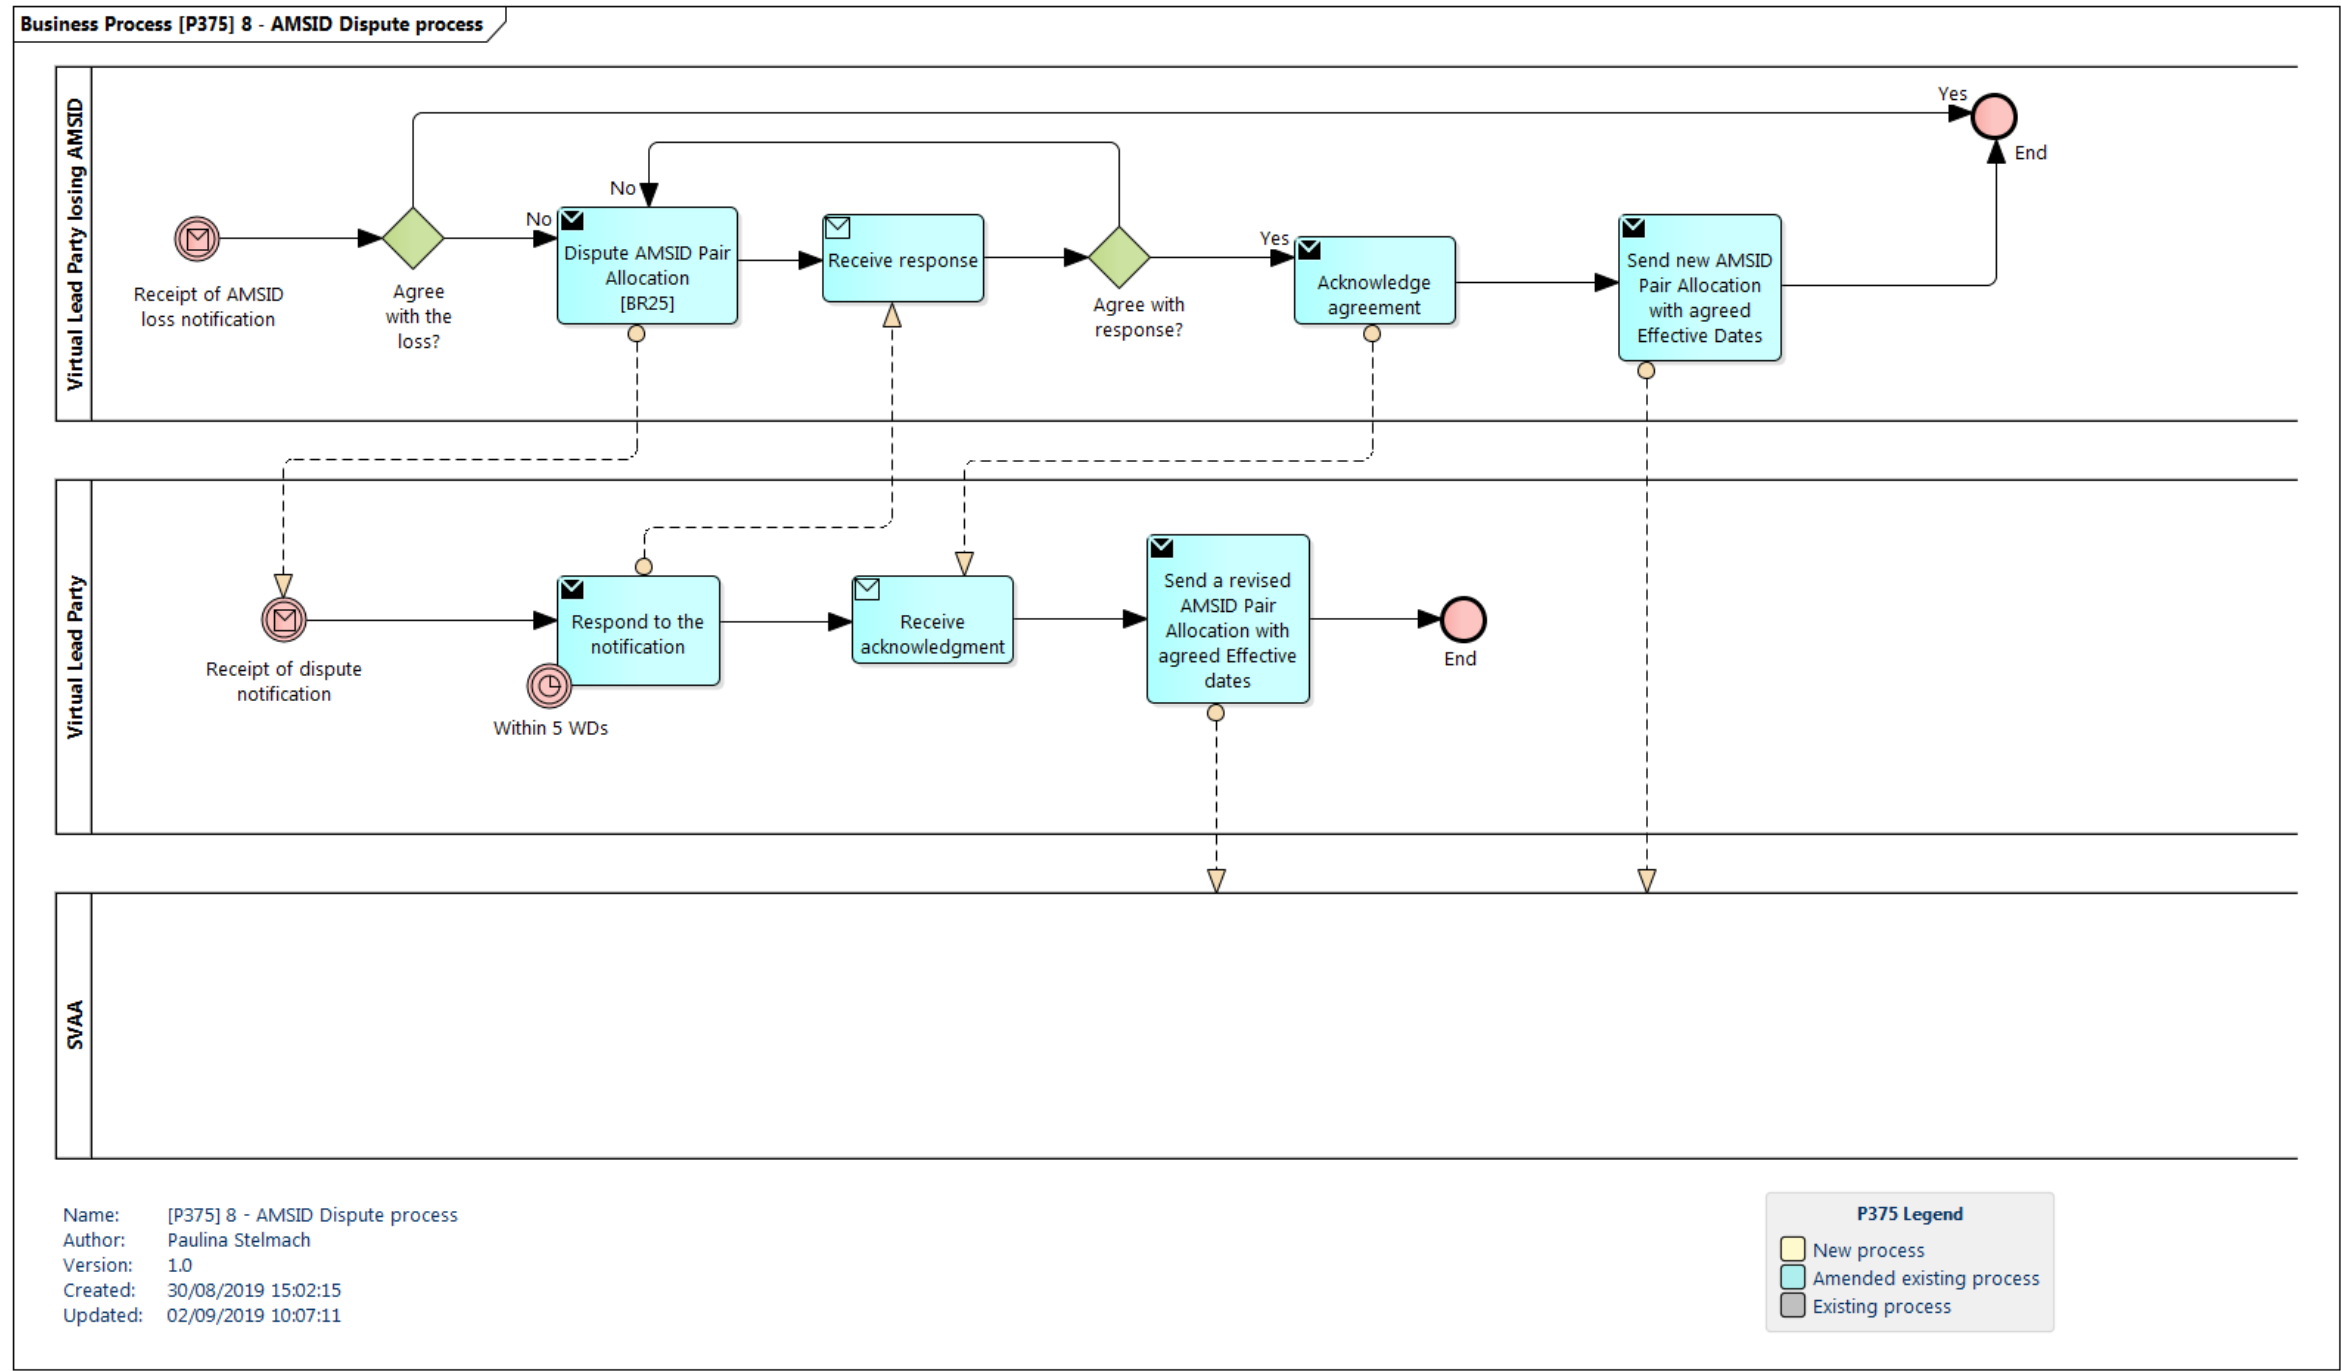 Business Process [P375] 8 - AMSID Dispute process
Virtual Lead Party losing AMSID
Receipt of AMSID
loss notification
Agree
with the
loss?
Yes
No
No
Dispute AMSID Pair
Allocation
[BR25]
Receive response
Agree with
response?
Yes
Acknowledge
agreement
Send new AMSID
Pair Allocation
with agreed
Effective Dates
End
Virtual Lead Party
Receipt of dispute
notification
Respond to the
notification
Within 5 WDs
Receive
acknowledgment
Send a revised
AMSID Pair
Allocation with
agreed Effective
dates
End
SVAA
Name: [P375] 8 - AMSID Dispute process
Author: Paulina Stelmach
Version: 1.0
Created: 30/08/2019 15:02:15
Updated: 02/09/2019 10:07:11
P375 Legend
New process
Amended existing process
Existing process